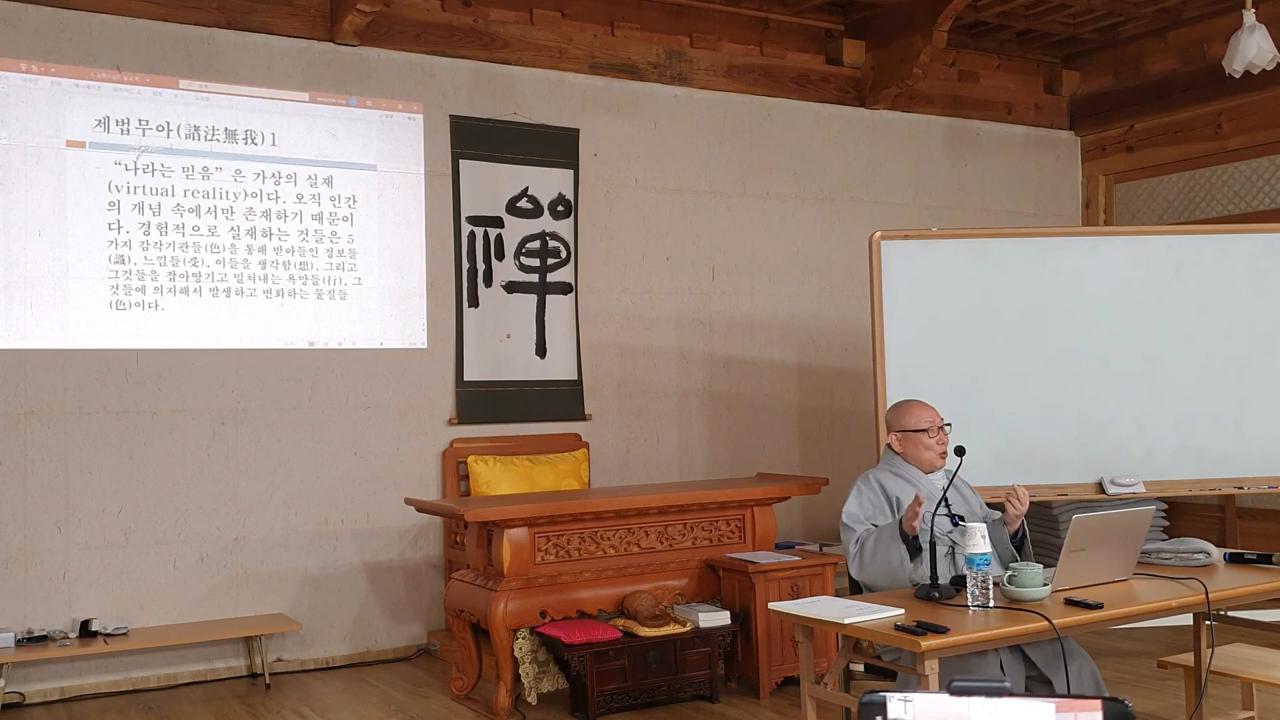 제법무아(諸法無我)1
“나라는 믿음” 은 가상의 실재
(virtual reality)이다. 오직 인간
의 개념 속에서만 존재하기 때문이
다. 경험적으로 실재하는 것들은 5
가지 감각기관들(色)을 통해 받아들인 정보들
(識), 느낌들(受), 이들을 생각함(想), 그리고
그것들을 잡아땅기고 밀쳐내는 욕망들(行), 그
것들에 의지해서 발생하고 변화하는 물질들
(色)이다.
禪